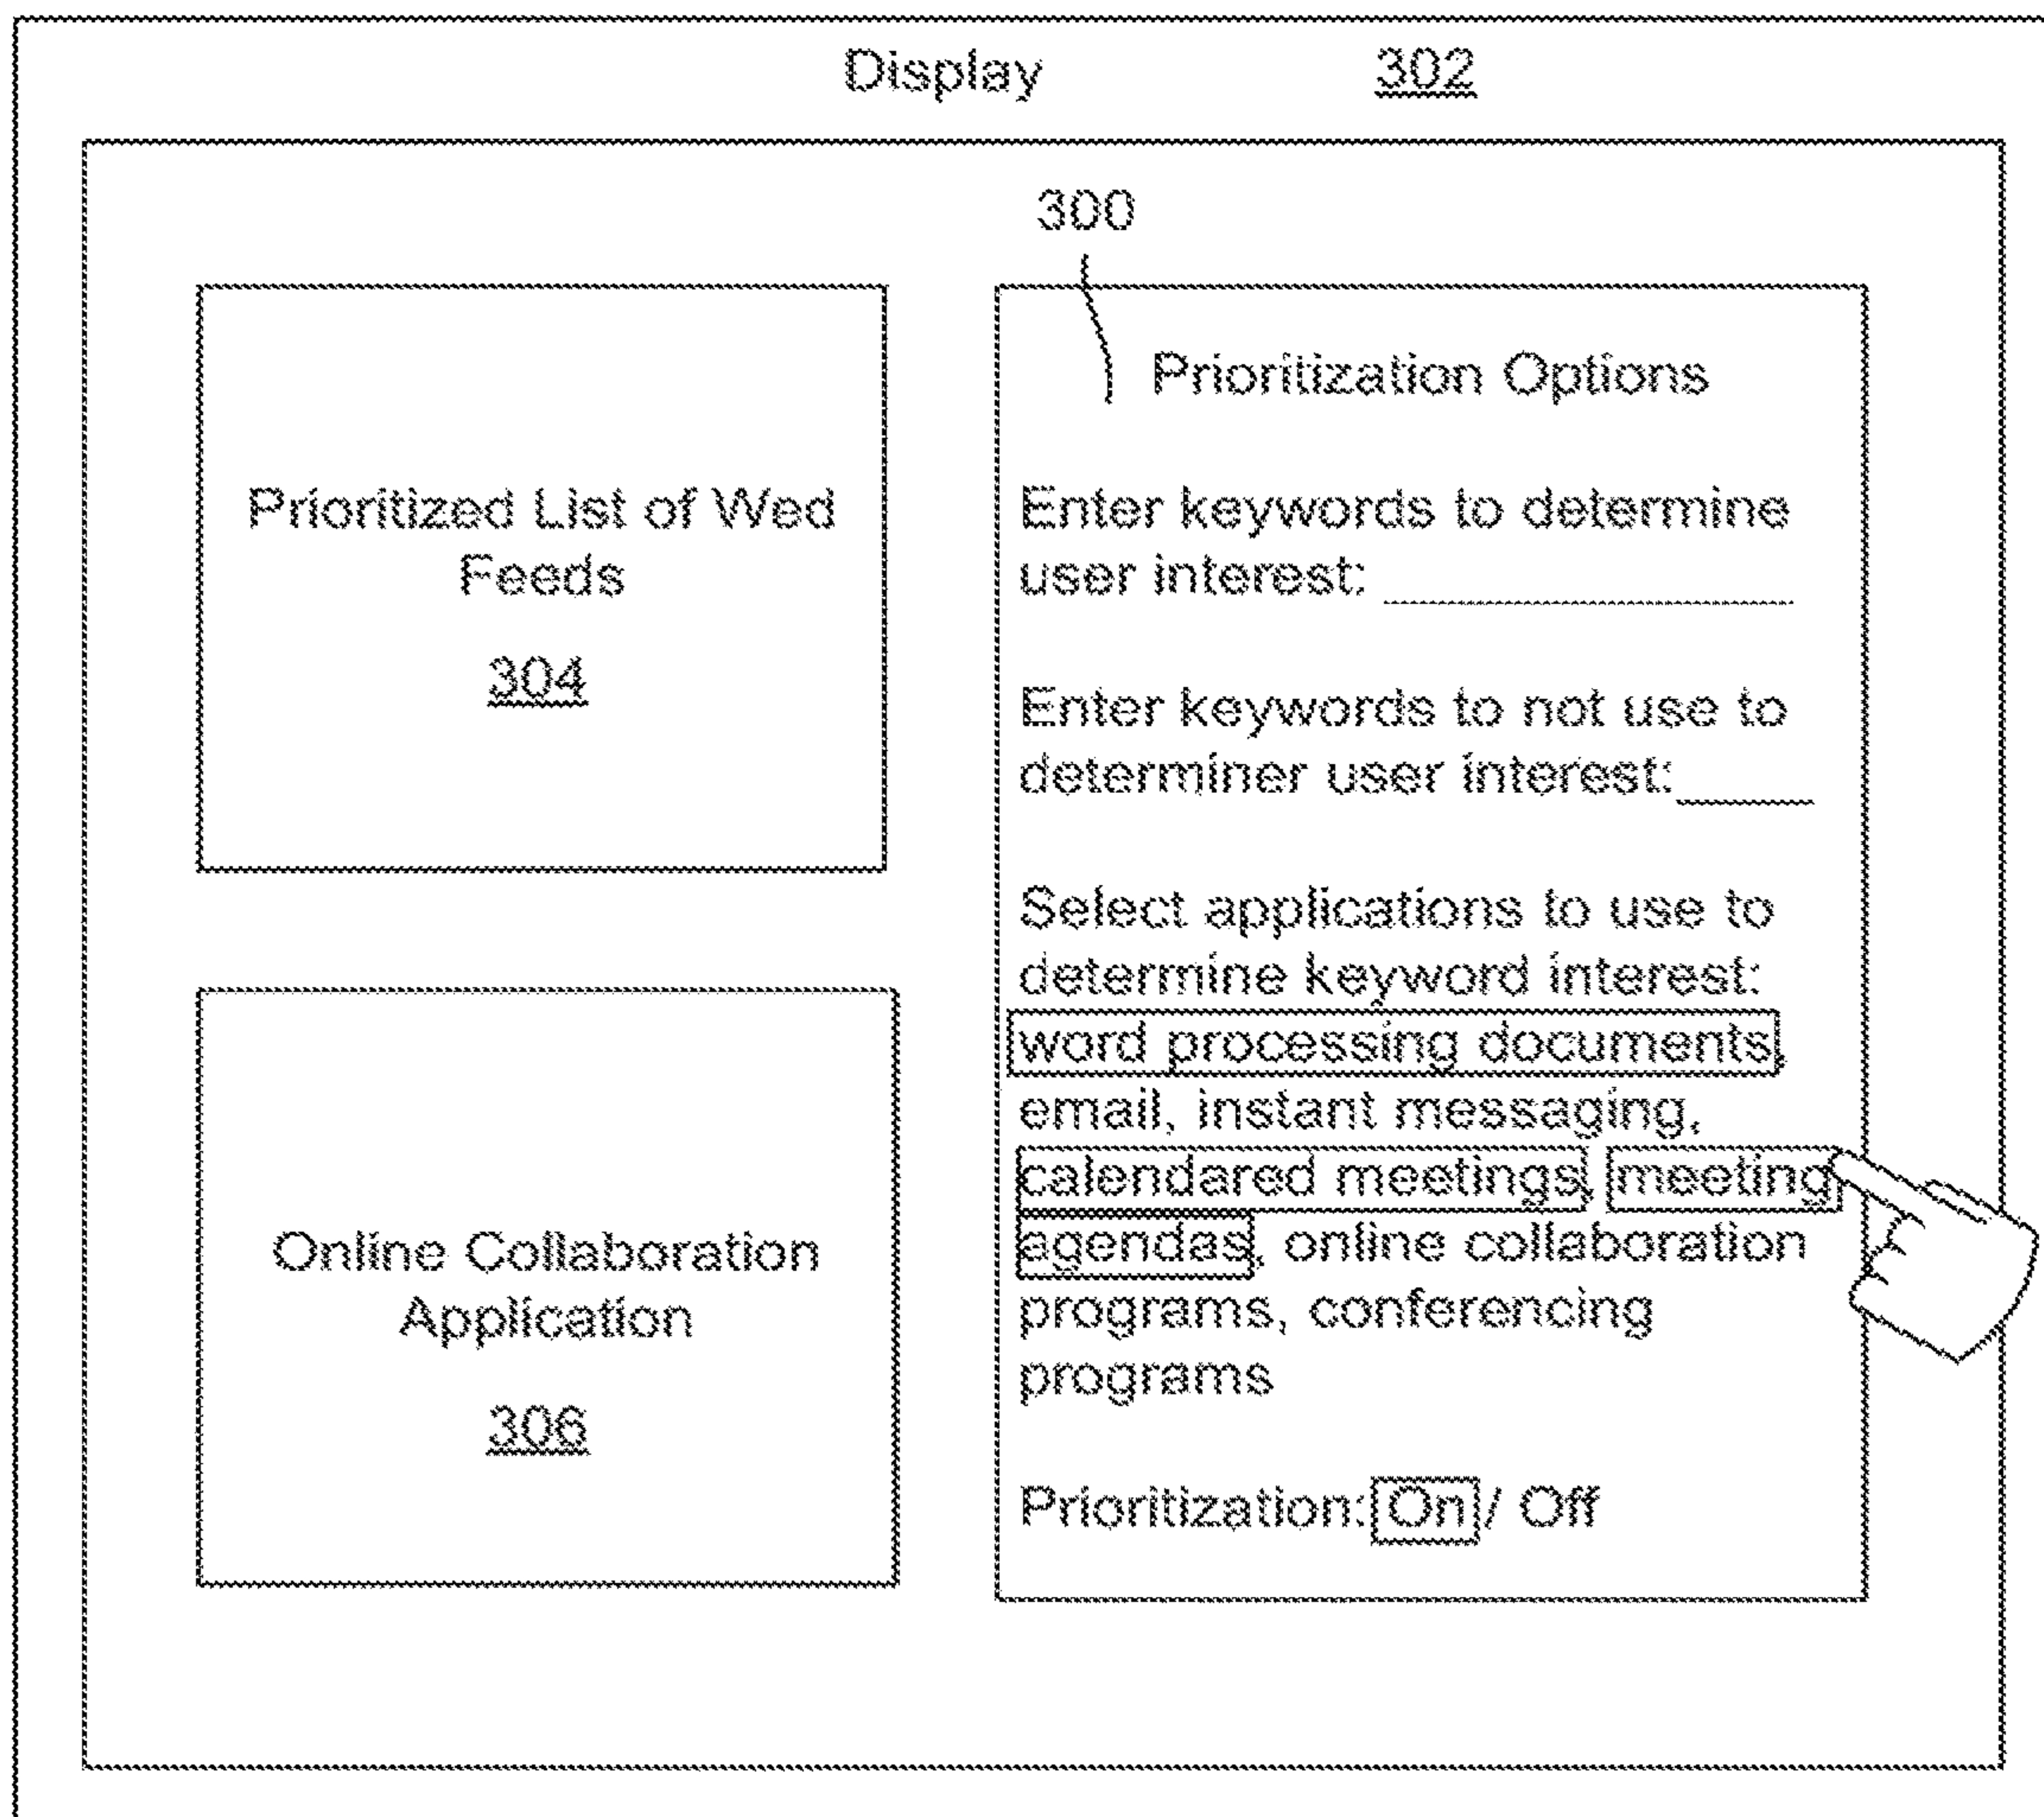 Display 302
300
Prioritized List of Wed
Feeds
304
Online Collaboration
Application
306
Prioritization Options
Enter keywords to determine
user interest:
Enter keywords to not use to
determiner user interest:
Select applications to use to
determine keyword interest:
word processing documents,
email, instant messaging,
calendared meetings, meeting
agendas, online collaboration
programs, conferencing
programs
Prioritization: On / Off